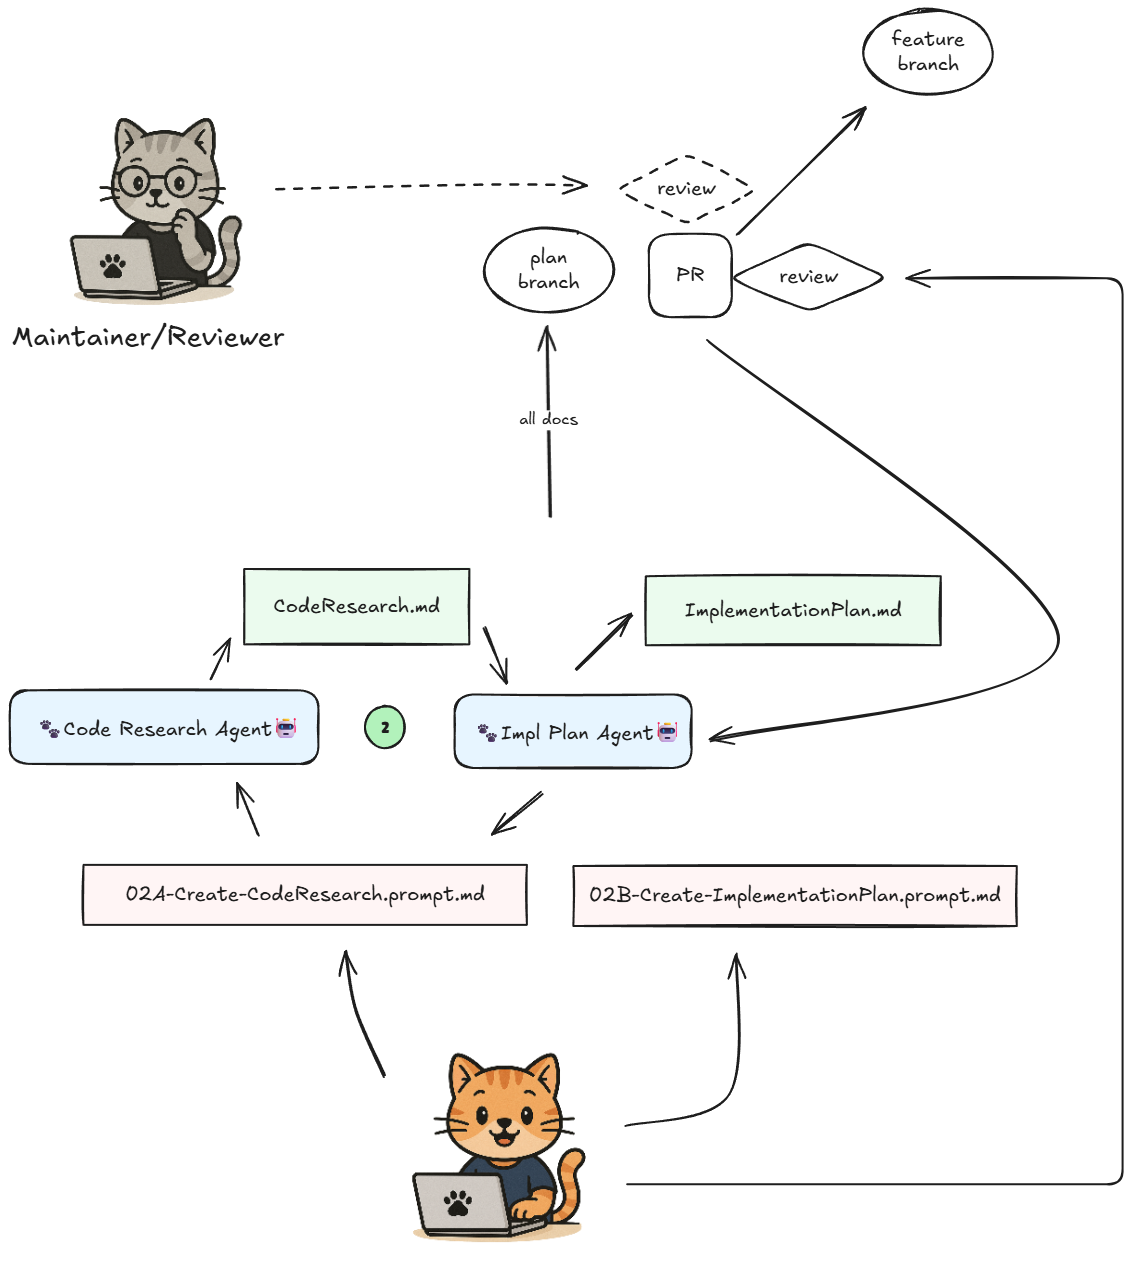 feature
branch
review
plan
branch
PR
review
Maintainer/Reviewer
all docs
CodeResearch.md
ImplementationPlan.md
Code Research Agent
2
Impl Plan Agent
02A-Create-CodeResearch.prompt.md
02B-Create-ImplementationPlan.prompt.md